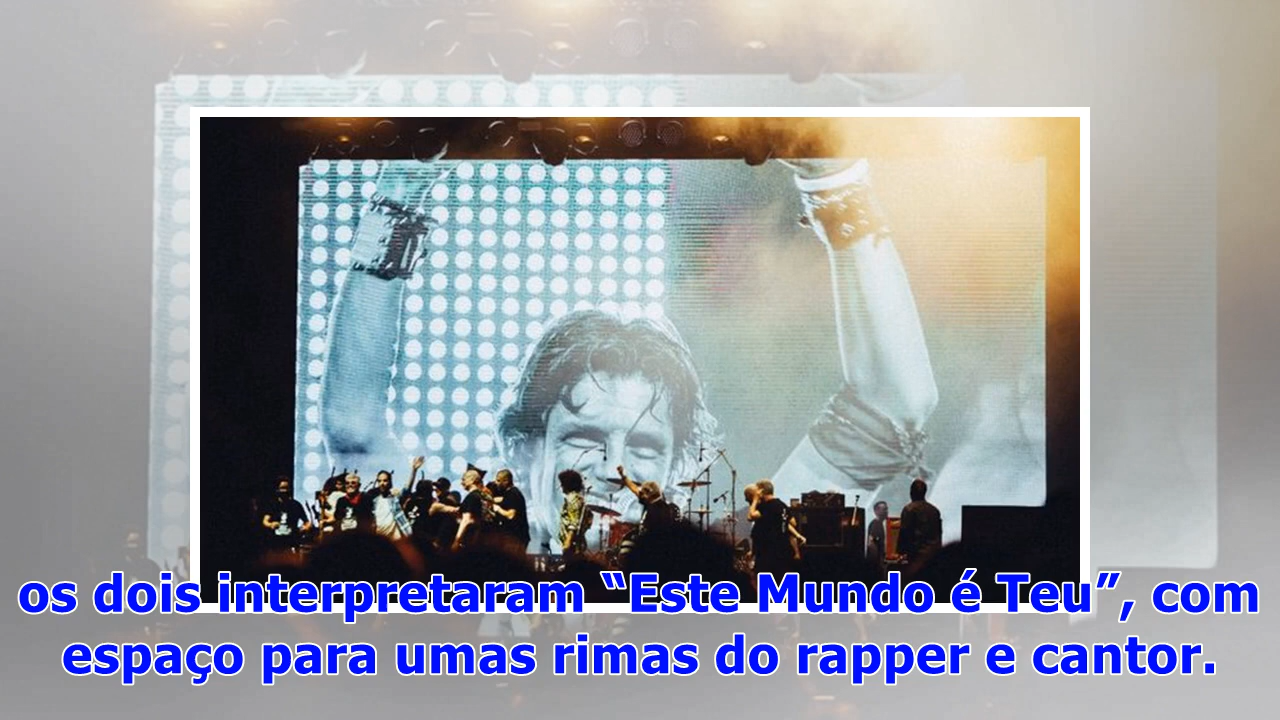 os dois interpretaram “Este Mundo é Teu”, com
espaço para umas rimas do rapper e cantor.